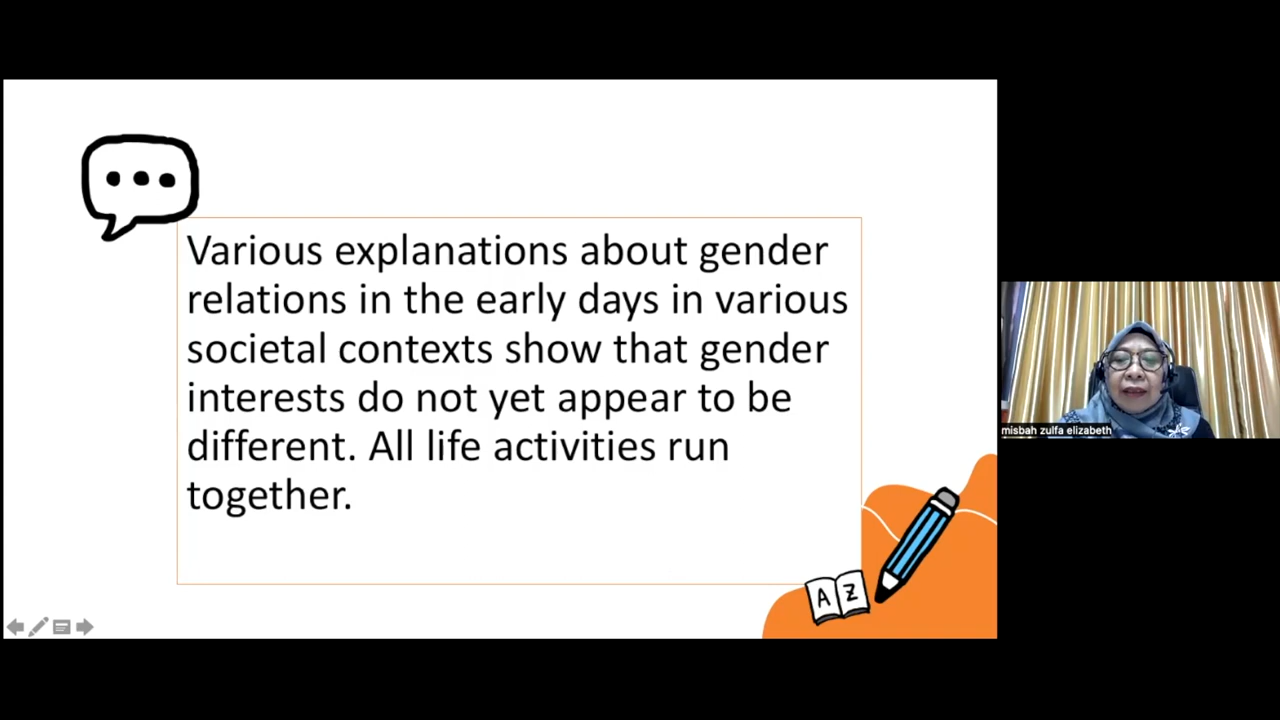 Various explanations about gender
relations in the early days in various
societal contexts show that gender
interests do not yet appear to be
different. All life activities run
together.
A Z
misbah zulfa elizabeth